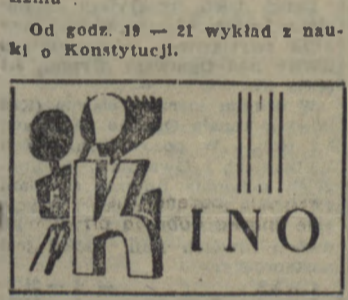 Od godz. 19 — 21 wykład z nau-
ki o Konstytucji.
KINO